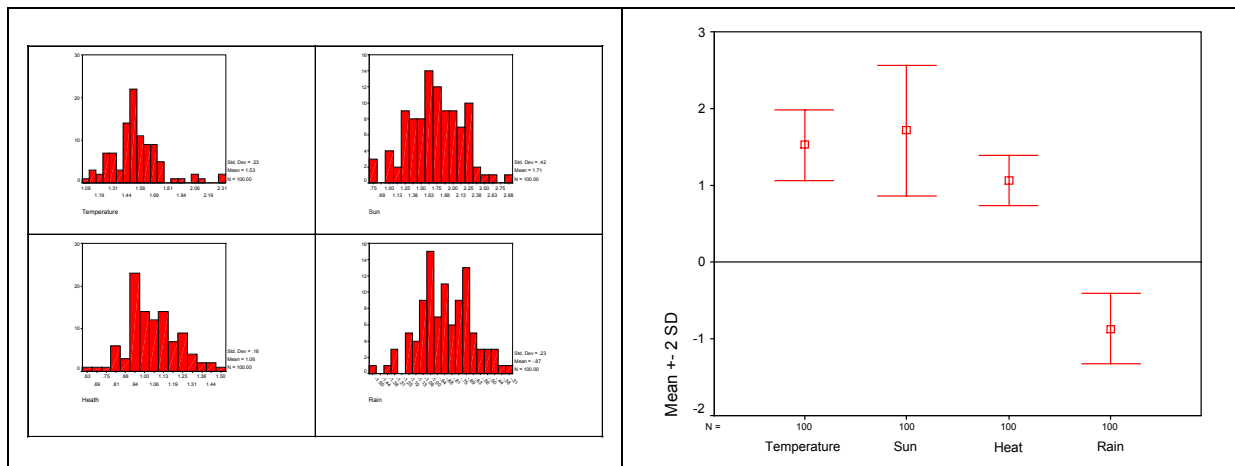 30
20
10
0
1.06 1.31 1.56 1.81 2.06 2.31
1.19 1.44 1.69 1.94 2.19
Std. Dev = .23
Mean = 1.53
N = 100.00
Temperature
16
14
12
10
8
6
4
2
0
.75 1.00 1.25 1.50 1.75 2.00 2.25 2.50 2.75
.88 1.13 1.38 1.63 1.88 2.13 2.38 2.63 2.88
Std. Dev = .42
Mean = 1.71
N = 100.00
Sun
30
20
10
0
.63 .75 .88 1.00 1.13 1.25 1.38 1.50
.69 .81 .94 1.06 1.19 1.31 1.44
Std. Dev = .16
Mean = 1.06
N = 100.00
Heath
16
14
12
10
8
6
4
2
0
Std. Dev = .23
Mean = -.87
N = 100.00
Rain
Mean +- 2 SD
3
2
1
0
-1
-2
N = 100 100 100 100
Temperature Sun Heat Rain